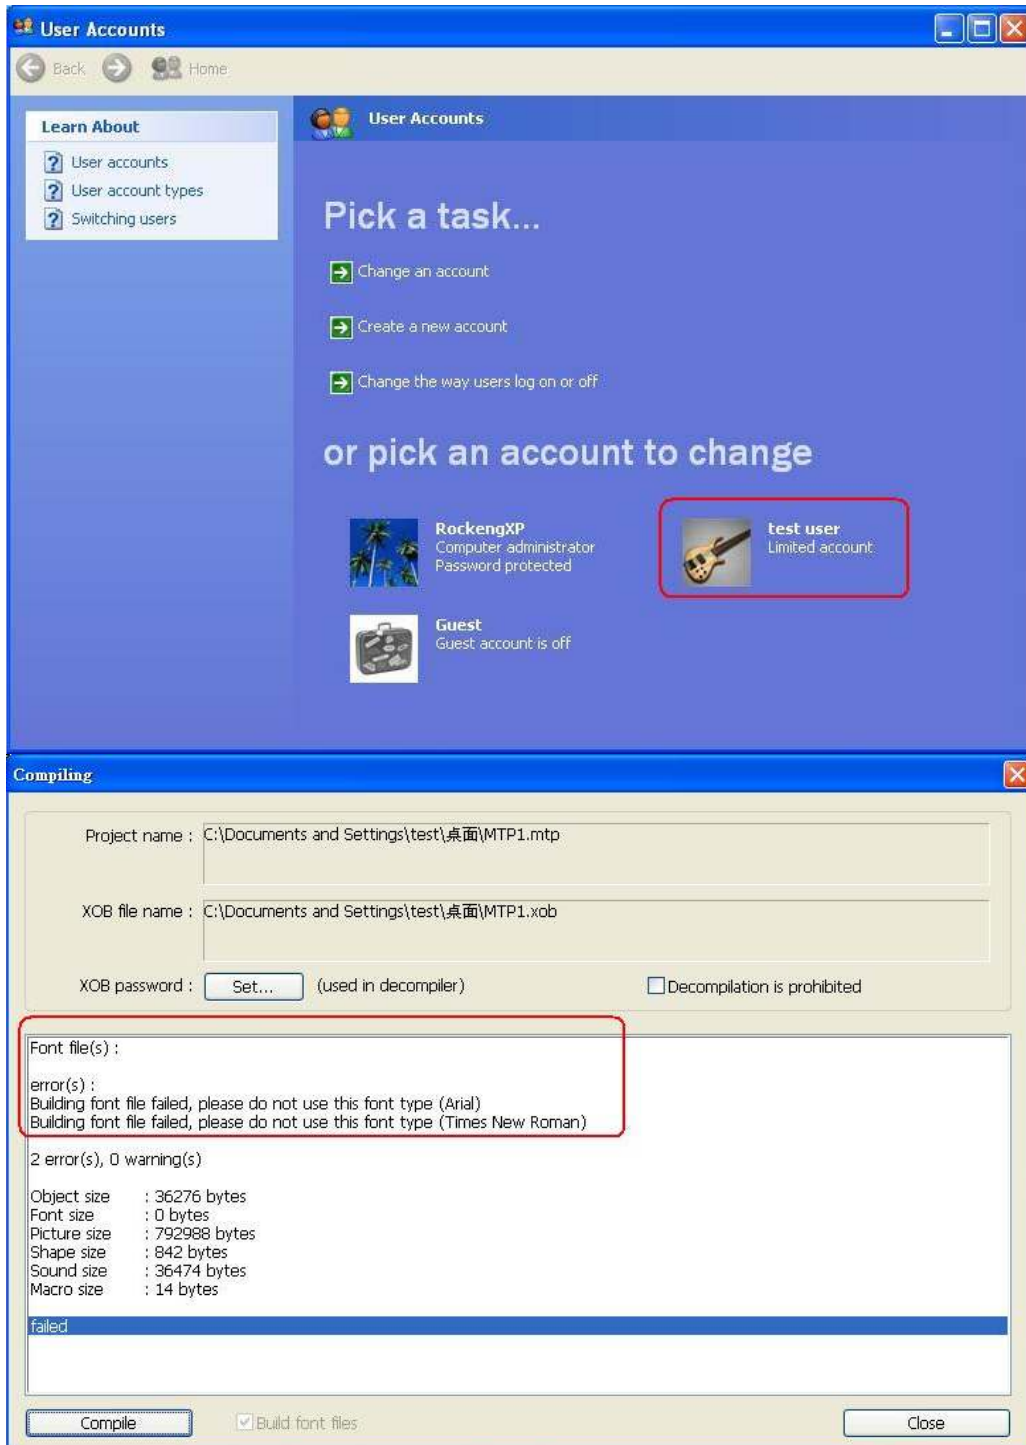 User Accounts
Back Home
Learn About
User accounts
User account types
Switching users
User Accounts
Pick a task...
Change an account
Create a new account
Change the way users log on or off
or pick an account to change
RockengXP
Computer administrator
Password protected
test user
Limited account
Guest
Guest account is off
Compiling
Project name : C:\Documents and Settings\test\桌面\MTP1.mtp
XOB file name : C:\Documents and Settings\test\桌面\MTP1.xob
XOB password : Set... (used in decompiler) Decompilation is prohibited
Font file(s) :
error(s) :
Building font file failed, please do not use this font type (Arial)
Building font file failed, please do not use this font type (Times New Roman)
2 error(s), 0 warning(s)
Object size : 36276 bytes
Font size : 0 bytes
Picture size : 792988 bytes
Shape size : 842 bytes
Sound size : 36474 bytes
Macro size : 14 bytes
failed
Compile Build font files Close